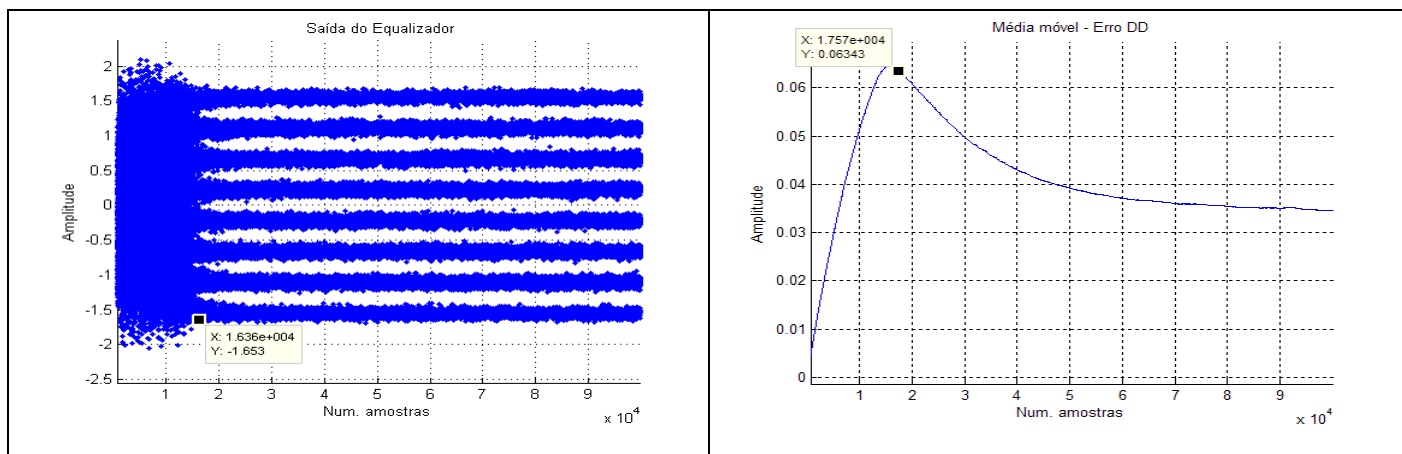 Saída do Equalizador
2
1.5
1
0.5
0
-0.5
-1
-1.5
-2
-2.5
Amplitude
X: 1.636e+004
Y: -1.653
1 2 3 4 5 6 7 8 9
Num. amostras
x 10^4
Média móvel - Erro DD
X: 1.757e+004
Y: 0.06343
0.06
0.05
0.04
0.03
0.02
0.01
0
Amplitude
1 2 3 4 5 6 7 8 9
Num. amostras
x 10^4